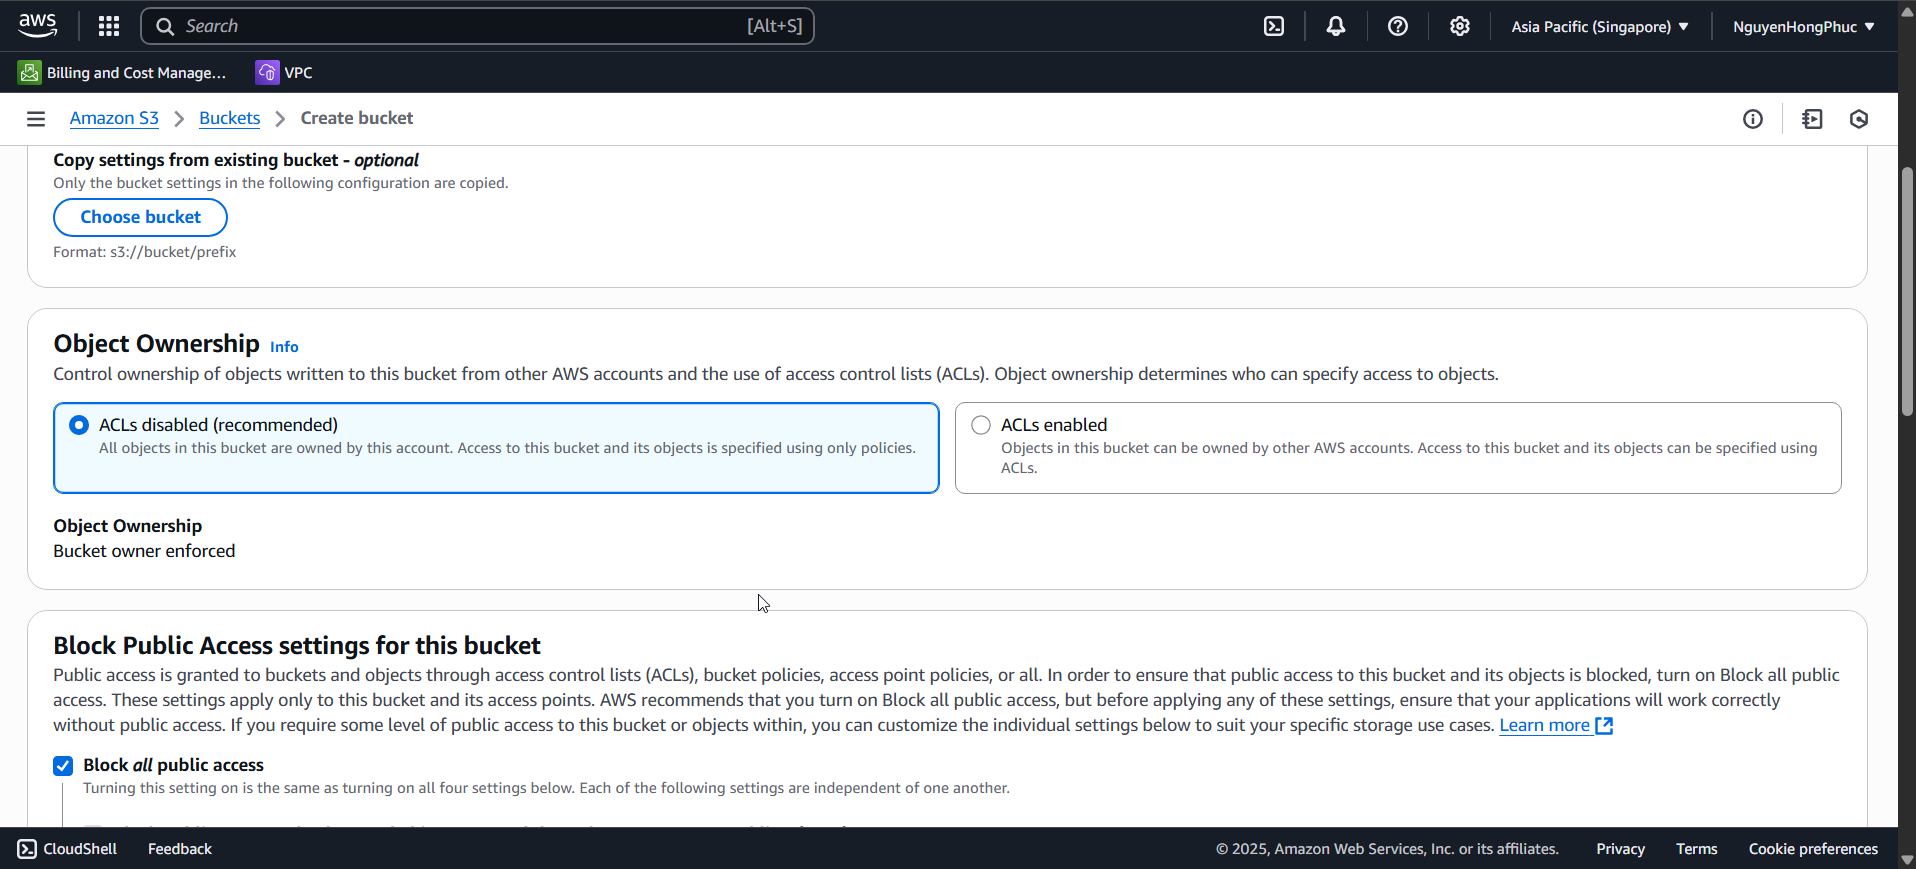 aws
Search
[Alt+S]
Asia Pacific (Singapore)
NguyenHongPhuc
Billing and Cost Manage...
VPC
Amazon S3
Buckets
Create bucket
Copy settings from existing bucket - optional
Only the bucket settings in the following configuration are copied.
Choose bucket
Format: s3://bucket/prefix
Object Ownership Info
Control ownership of objects written to this bucket from other AWS accounts and the use of access control lists (ACLs). Object ownership determines who can specify access to objects.
ACLs disabled (recommended)
All objects in this bucket are owned by this account. Access to this bucket and its objects is specified using only policies.
ACLs enabled
Objects in this bucket can be owned by other AWS accounts. Access to this bucket and its objects can be specified using
ACLs.
Object Ownership
Bucket owner enforced
Block Public Access settings for this bucket
Public access is granted to buckets and objects through access control lists (ACLs), bucket policies, access point policies, or all. In order to ensure that public access to this bucket and its objects is blocked, turn on Block all public
access. These settings apply only to this bucket and its access points. AWS recommends that you turn on Block all public access, but before applying any of these settings, ensure that your applications will work correctly
without public access. If you require some level of public access to this bucket or objects within, you can customize the individual settings below to suit your specific storage use cases. Learn more
Block all public access
Turning this setting on is the same as turning on all four settings below. Each of the following settings are independent of one another.
CloudShell
Feedback
© 2025, Amazon Web Services, Inc. or its affiliates.
Privacy
Terms
Cookie preferences